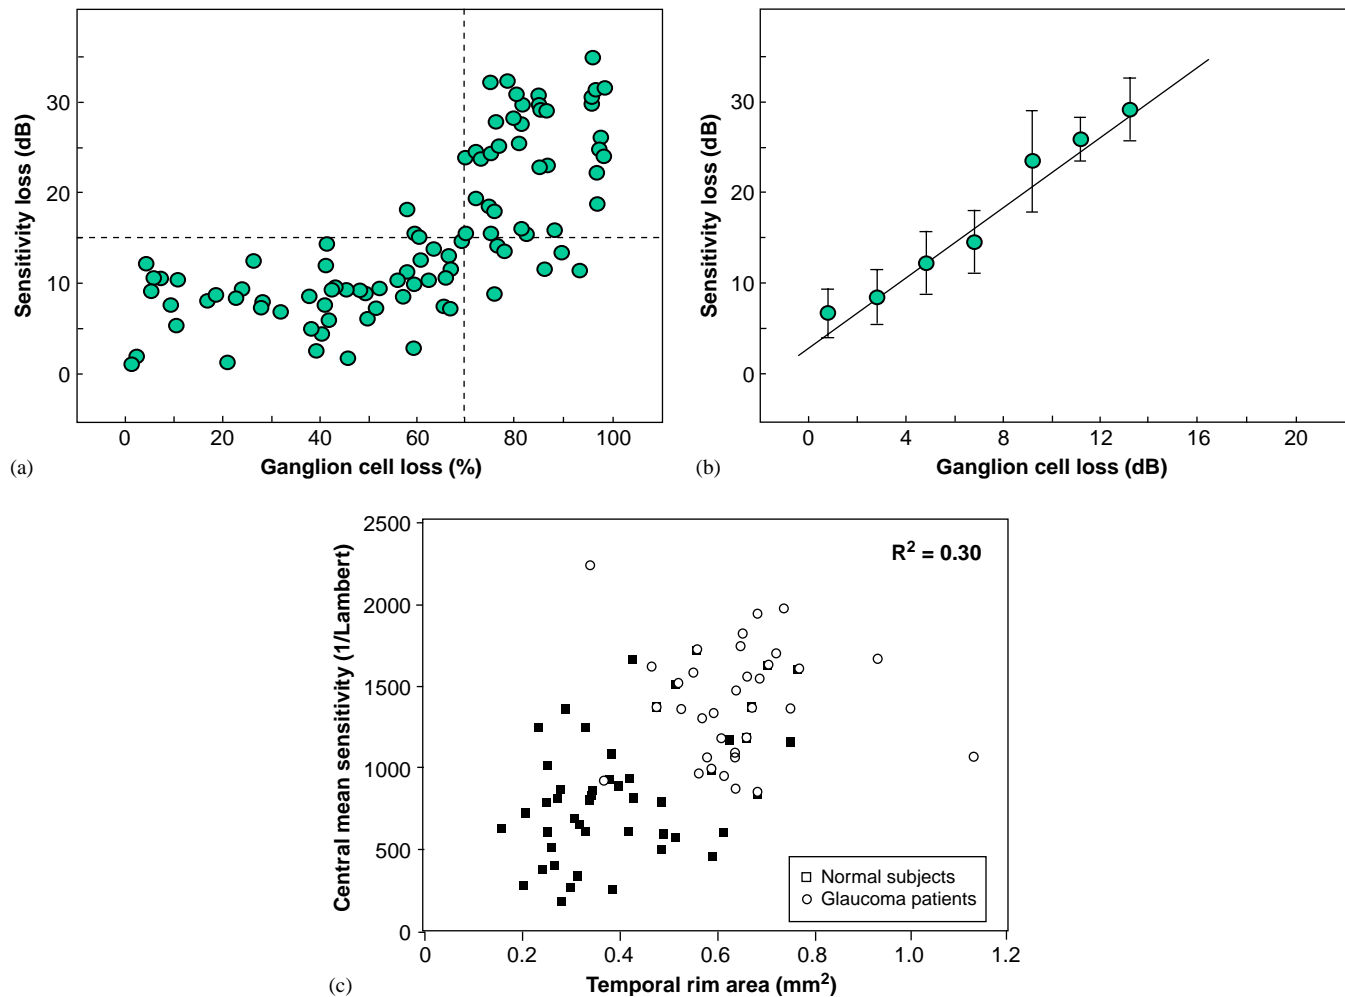 Sensitivity loss (dB)
30
20
10
0
0 20 40 60 80 100
Ganglion cell loss (%)
(a)
Sensitivity loss (dB)
30
20
10
0
0 4 8 12 16 20
Ganglion cell loss (dB)
(b)
Central mean sensitivity (1/Lambert)
2500
2000
1500
1000
500
0
R² = 0.30
Normal subjects
Glaucoma patients
0 0.2 0.4 0.6 0.8 1.0 1.2
Temporal rim area (mm²)
(c)